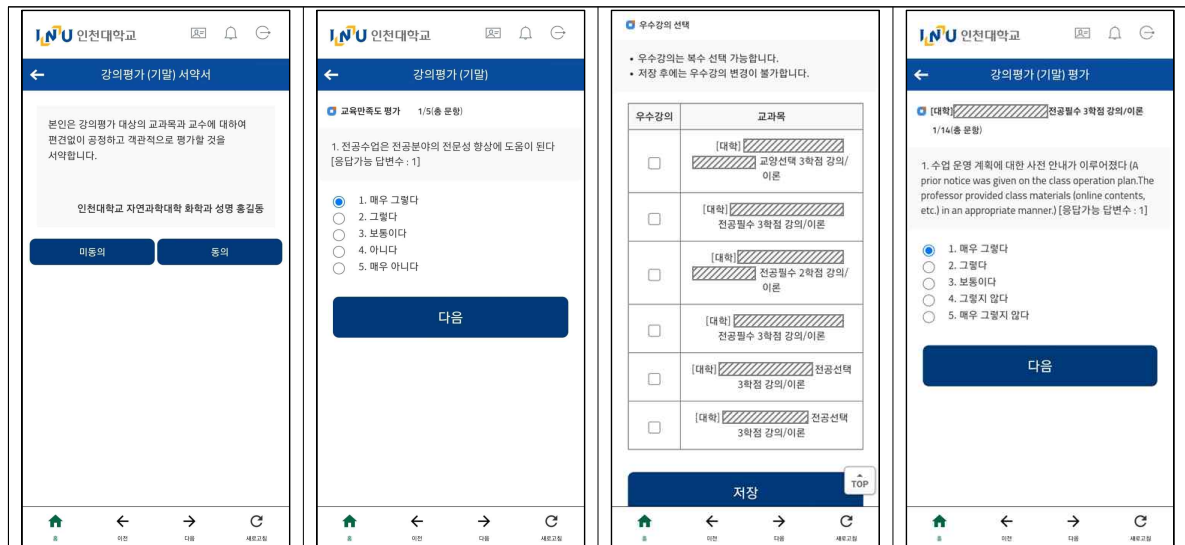 INU 인천대학교
강의평가 (기말) 서약서
본인은 강의평가 대상의 교과목과 교수에 대하여
편견없이 공정하고 객관적으로 평가할 것을
서약합니다.
인천대학교 자연과학대학 화학과 성명 홍길동
미동의
동의
홈
이전
다음
새로고침
INU 인천대학교
강의평가 (기말)
교육만족도 평가 1/5(총 문항)
1. 전공수업은 전공분야의 전문성 향상에 도움이 된다
[응답가능 답변수 : 1]
1. 매우 그렇다
2. 그렇다
3. 보통이다
4. 아니다
5. 매우 아니다
다음
홈
이전
다음
새로고침
우수강의 선택
• 우수강의는 복수 선택 가능합니다.
• 저장 후에는 우수강의 변경이 불가합니다.
우수강의 교과목
[대학]
교양선택 3학점 강의/
이론
[대학]
전공필수 3학점 강의/이론
[대학]
전공필수 2학점 강의/
이론
[대학]
전공필수 3학점 강의/이론
[대학] 전공선택
3학점 강의/이론
[대학] 전공선택
3학점 강의/이론
저장
TOP
홈
이전
다음
새로고침
INU 인천대학교
강의평가 (기말) 평가
[대학] 전공필수 3학점 강의/이론
1/14(총 문항)
1. 수업 운영 계획에 대한 사전 안내가 이루어졌다 (A
prior notice was given on the class operation plan.The
professor provided class materials (online contents,
etc.) in an appropriate manner.) [응답가능 답변수 : 1]
1. 매우 그렇다
2. 그렇다
3. 보통이다
4. 그렇지 않다
5. 매우 그렇지 않다
다음
홈
이전
다음
새로고침